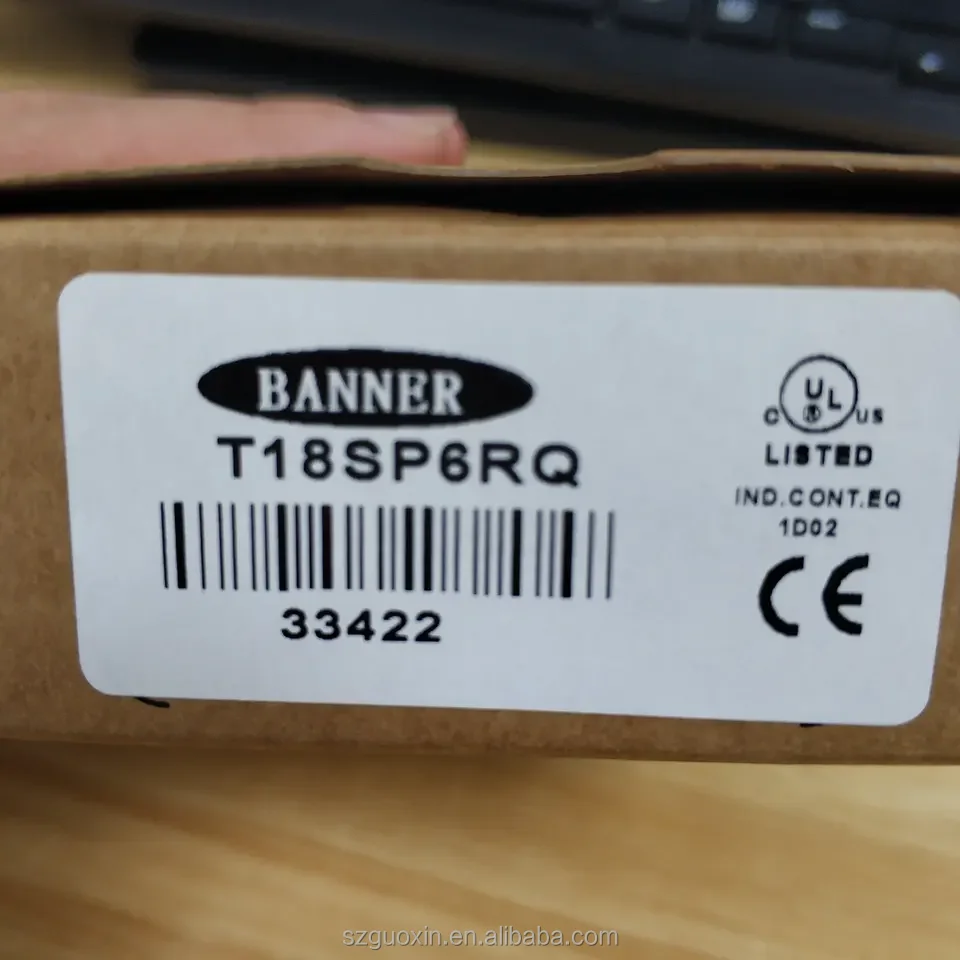 BANNER
T18SP6RQ
33422
C UL US
LISTED
IND.CONT.EQ
1D02
CE
szguoxin.en.alibaba.com